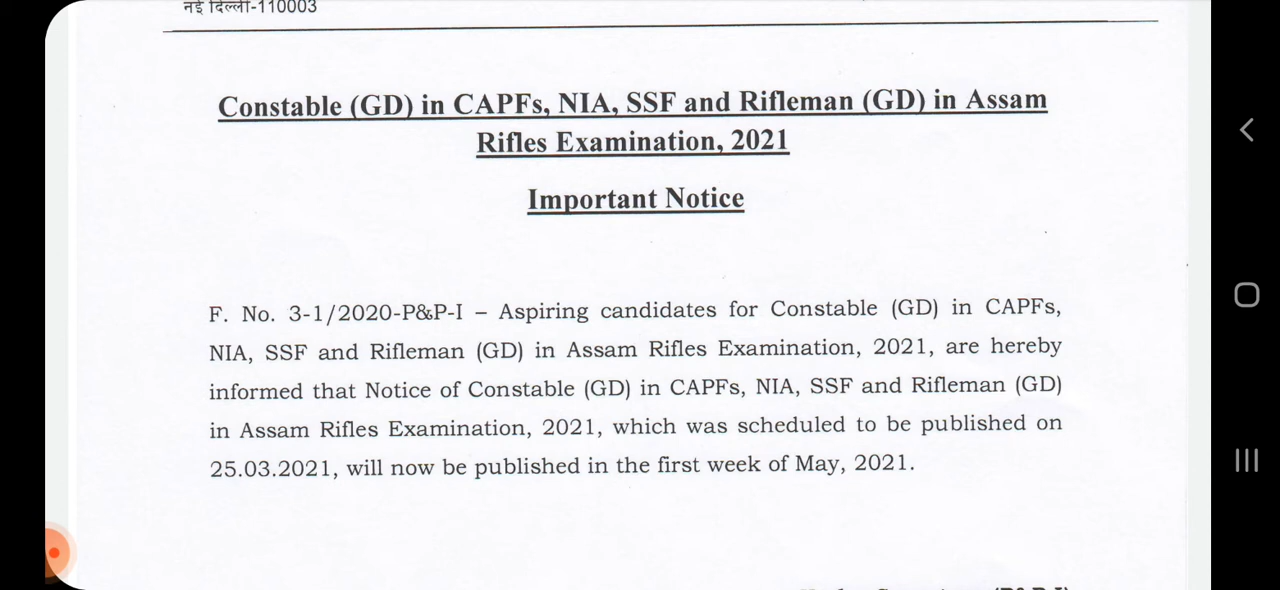 नई दिल्ली-110003
Constable (GD) in CAPFs, NIA, SSF and Rifleman (GD) in Assam
Rifles Examination, 2021
Important Notice
F. No. 3-1/2020-P&P-I – Aspiring candidates for Constable (GD) in CAPFs,
NIA, SSF and Rifleman (GD) in Assam Rifles Examination, 2021, are hereby
informed that Notice of Constable (GD) in CAPFs, NIA, SSF and Rifleman (GD)
in Assam Rifles Examination, 2021, which was scheduled to be published on
25.03.2021, will now be published in the first week of May, 2021.